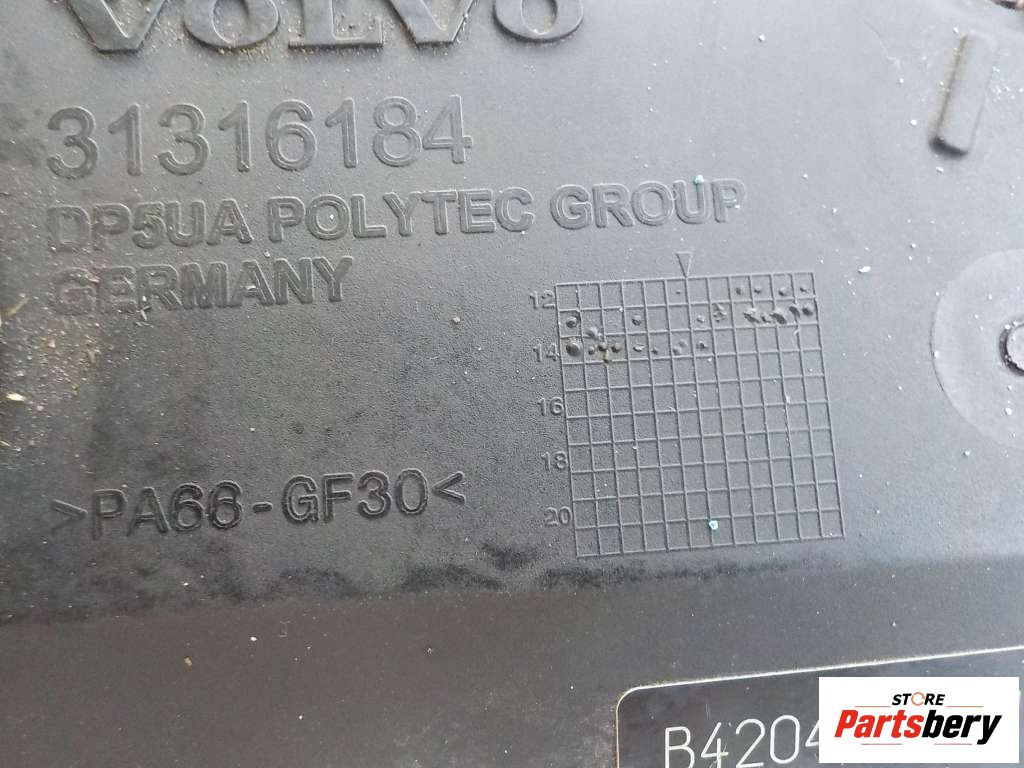 VOLVO
31316184
DP5UA POLYTEC GROUP
GERMANY
12
14
16
18
20
>PA66-GF30<
B4204
STORE
Partsbery